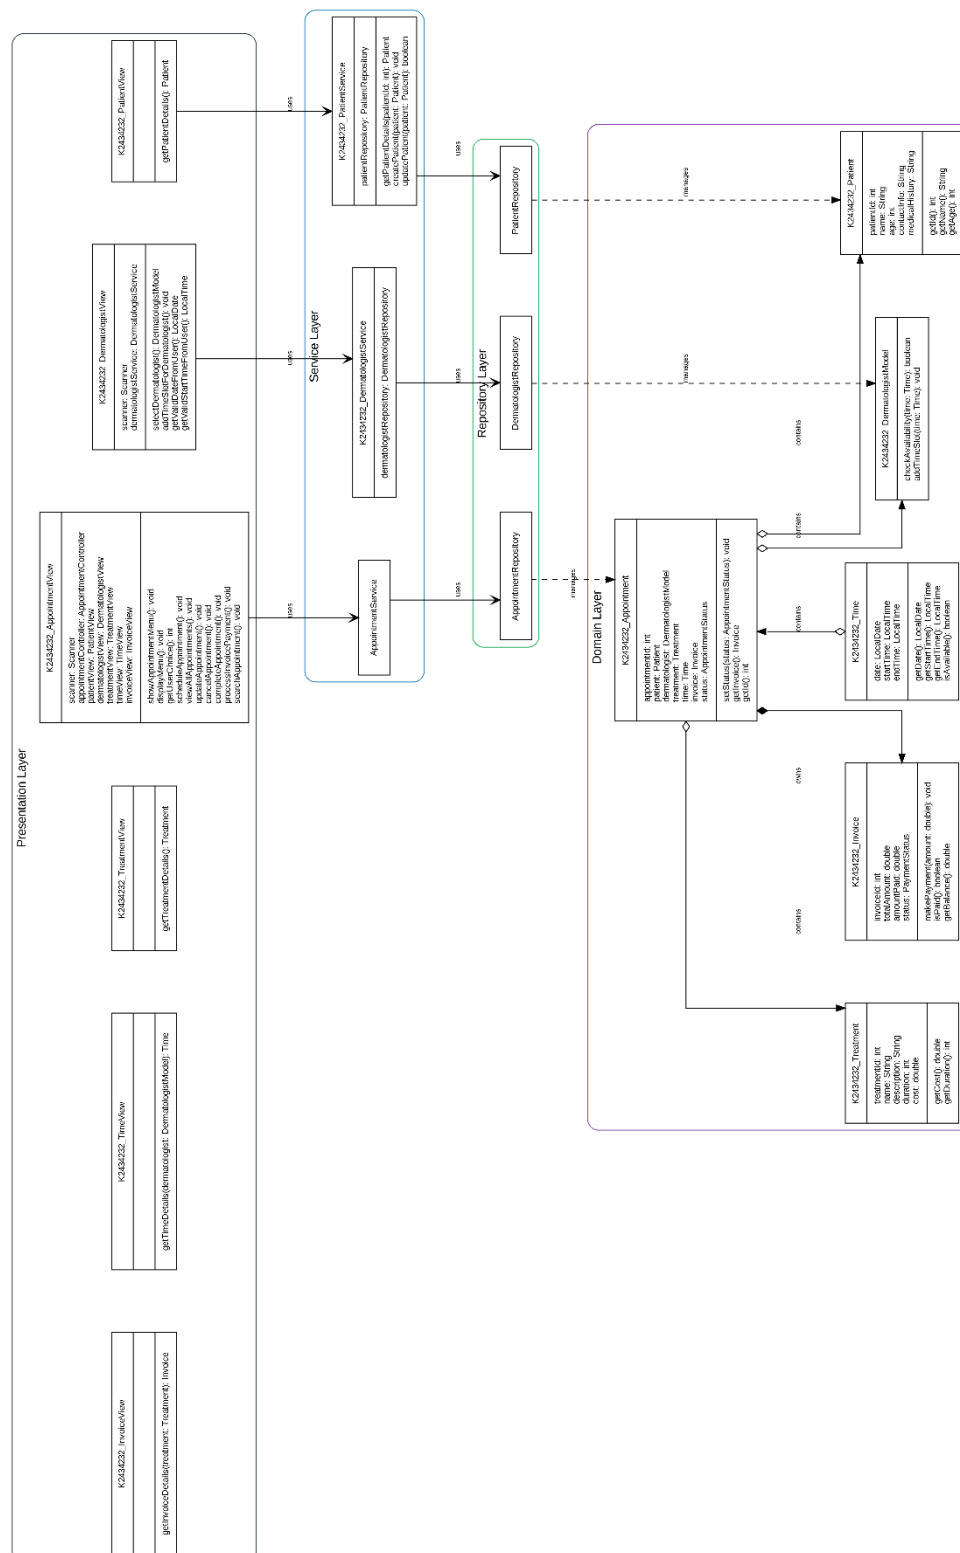 Presentation Layer
K2434232_InvoiceView
getInvoiceDetails(treatment: Treatment): Invoice
K2434232_TimeView
getTimeDetails(dermatologist: DermatologistModel): Time
K2434232_TreatmentView
getTreatmentDetails(): Treatment
K2434232_AppointmentView
scanner: Scanner
appointmentController: AppointmentController
patientView: PatientView
dermatologistView: DermatologistView
treatmentView: TreatmentView
timeView: TimeView
invoiceView: InvoiceView
showAppointmentMenu(): void
displayMenu(): void
getUserChoice(): int
scheduleAppointment(): void
viewAllAppointments(): void
updateAppointment(): void
cancelAppointment(): void
completeAppointment(): void
processInvoicePayment(): void
searchAppointment(): void
K2434232_DermatologistView
scanner: Scanner
dermatologistService: DermatologistService
selectDermatologist(): DermatologistModel
addTimeSlotForDermatologist(): void
getValidDateFromUser(): LocalDate
getValidStartTimeFromUser(): LocalTime
K2434232_PatientView
getPatientDetails(): Patient
uses
uses
uses
Service Layer
AppointmentService
K2434232_DermatologistService
dermatologistRepository: DermatologistRepository
K2434232_PatientService
patientRepository: PatientRepository
getPatientDetails(patientId: int): Patient
createPatient(patient: Patient): void
updatePatient(patient: Patient): boolean
uses
uses
uses
Repository Layer
AppointmentRepository
DermatologistRepository
PatientRepository
manages
manages
manages
Domain Layer
K2434232_Appointment
appointmentId: int
patient: Patient
dermatologist: DermatologistModel
treatment: Treatment
time: Time
invoice: Invoice
status: AppointmentStatus
setStatus(status: AppointmentStatus): void
getInvoice(): Invoice
getId(): int
contains
owns
contains
contains
contains
K2434232_Treatment
treatmentId: int
name: String
description: String
duration: int
cost: double
getCost(): double
getDuration(): int
K2434232_Invoice
invoiceId: int
totalAmount: double
amountPaid: double
status: PaymentStatus
makePayment(amount: double): void
isPaid(): boolean
getBalance(): double
K2434232_Time
date: LocalDate
startTime: LocalTime
endTime: LocalTime
getDate(): LocalDate
getStartTime(): LocalTime
getEndTime(): LocalTime
isAvailable(): boolean
K2434232_DermatologistModel
checkAvailability(time: Time): boolean
addTimeSlot(time: Time): void
K2434232_Patient
patientId: int
name: String
age: int
contactInfo: String
medicalHistory: String
getId(): int
getName(): String
getAge(): int